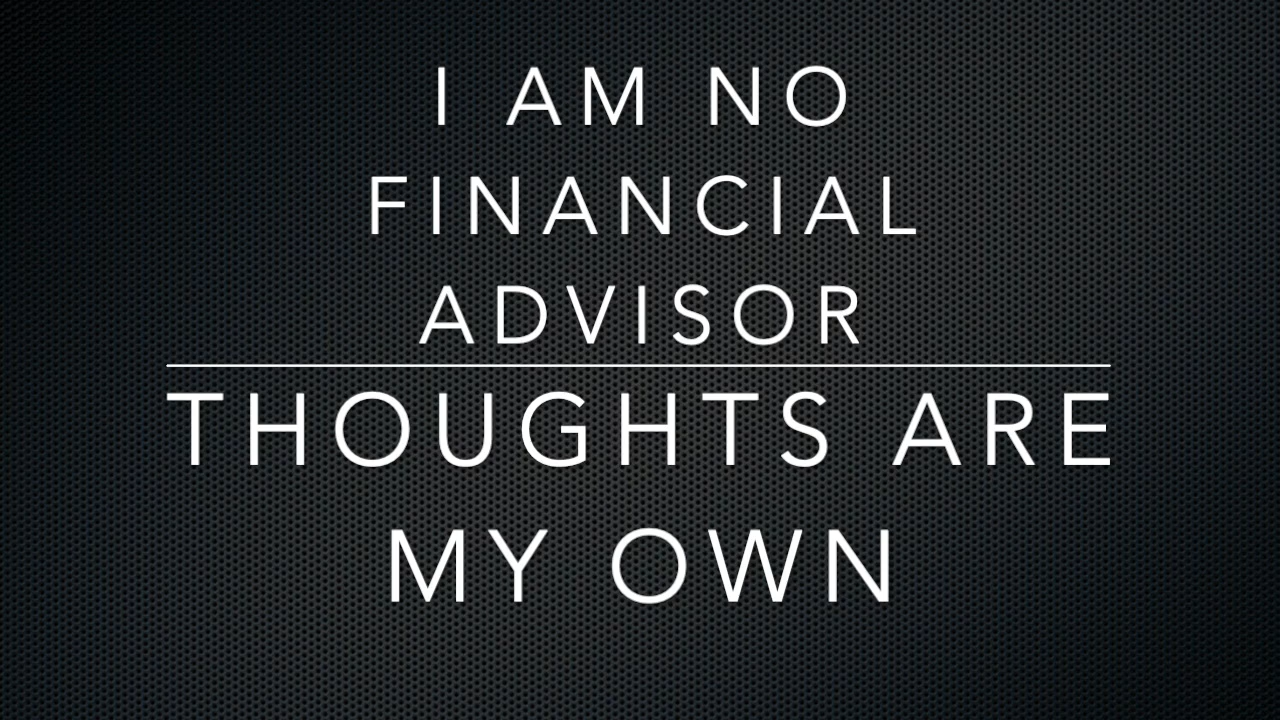 I AM NO
FINANCIAL
ADVISOR
THOUGHTS ARE
MY OWN